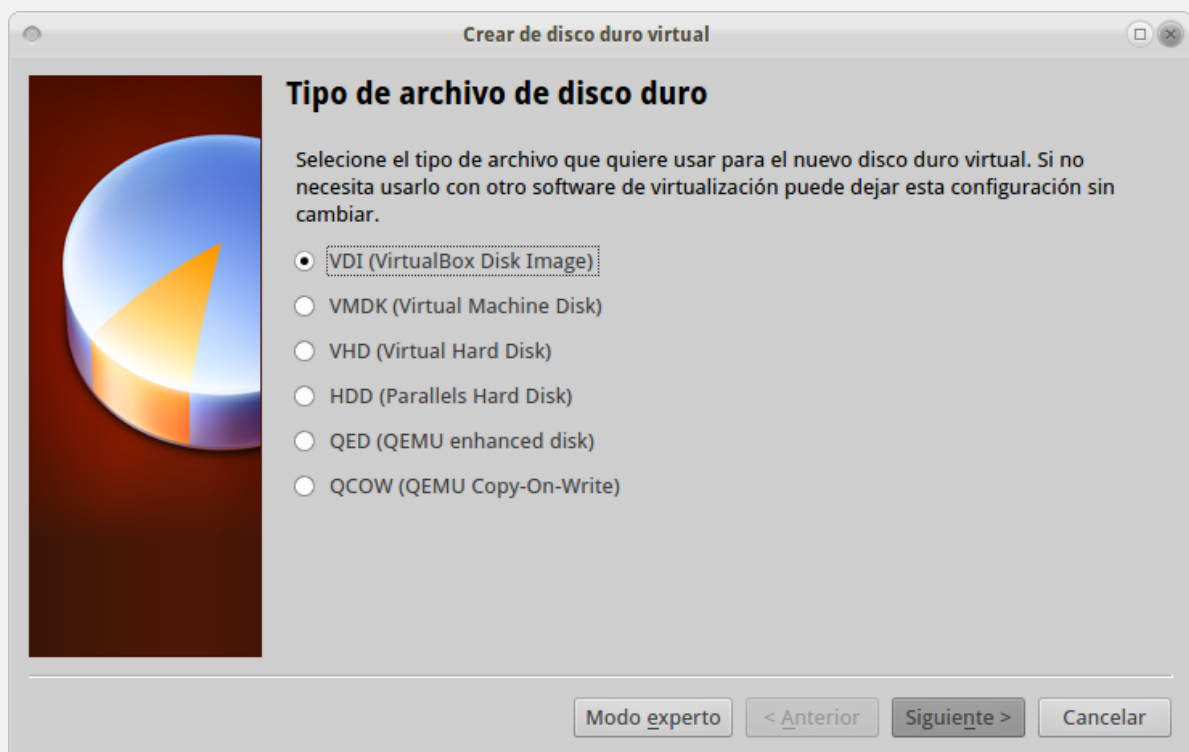 Crear de disco duro virtual
Tipo de archivo de disco duro
Selecione el tipo de archivo que quiere usar para el nuevo disco duro virtual. Si no
necesita usarlo con otro software de virtualización puede dejar esta configuración sin
cambiar.
VDI (VirtualBox Disk Image)
VMDK (Virtual Machine Disk)
VHD (Virtual Hard Disk)
HDD (Parallels Hard Disk)
QED (QEMU enhanced disk)
QCOW (QEMU Copy-On-Write)
Modo experto
< Anterior
Siguiente >
Cancelar